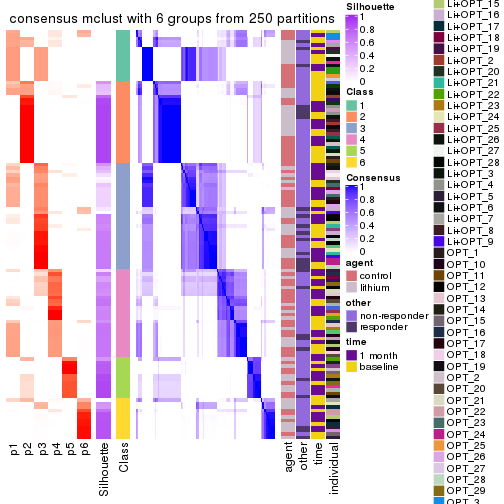 consensus mclust with 6 groups from 250 partitions
p1
p2
p3
p4
p5
p6
Silhouette
Class
agent
other
time
individual
Silhouette
1
0.8
0.6
0.4
0.2
0
Class
1
2
3
4
5
6
Consensus
1
0.8
0.6
0.4
0.2
0
agent
control
lithium
other
non-responder
responder
time
1 month
baseline
Li+OPT_15
Li+OPT_16
Li+OPT_17
Li+OPT_18
Li+OPT_19
Li+OPT_2
Li+OPT_20
Li+OPT_21
Li+OPT_22
Li+OPT_23
Li+OPT_24
Li+OPT_25
Li+OPT_26
Li+OPT_27
Li+OPT_28
Li+OPT_3
Li+OPT_4
Li+OPT_5
Li+OPT_6
Li+OPT_7
Li+OPT_8
Li+OPT_9
OPT_1
OPT_10
OPT_11
OPT_12
OPT_13
OPT_14
OPT_15
OPT_16
OPT_17
OPT_18
OPT_19
OPT_2
OPT_20
OPT_21
OPT_22
OPT_23
OPT_24
OPT_25
OPT_26
OPT_27
OPT_28
OPT_3